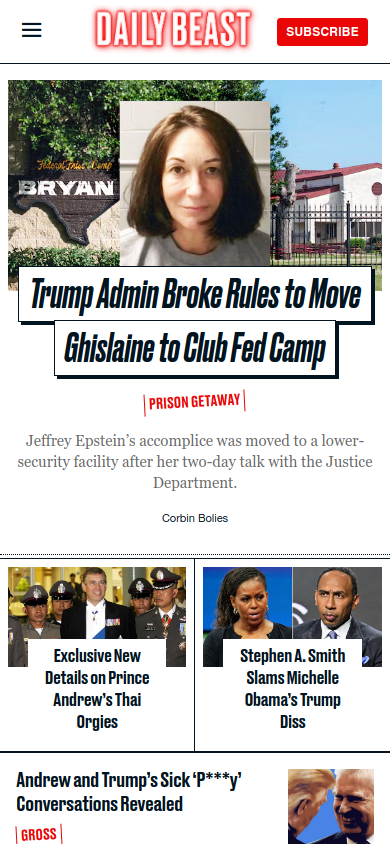 DAILY BEAST
SUBSCRIBE
Federal Prison Camp
BRYAN
Trump Admin Broke Rules to Move
Ghislaine to Club Fed Camp
PRISON GETAWAY
Jeffrey Epstein’s accomplice was moved to a lower-
security facility after her two-day talk with the Justice
Department.
Corbin Bolies
Exclusive New
Details on Prince
Andrew’s Thai
Orgies
Stephen A. Smith
Slams Michelle
Obama’s Trump
Diss
Andrew and Trump’s Sick ‘P***y’
Conversations Revealed
GROSS